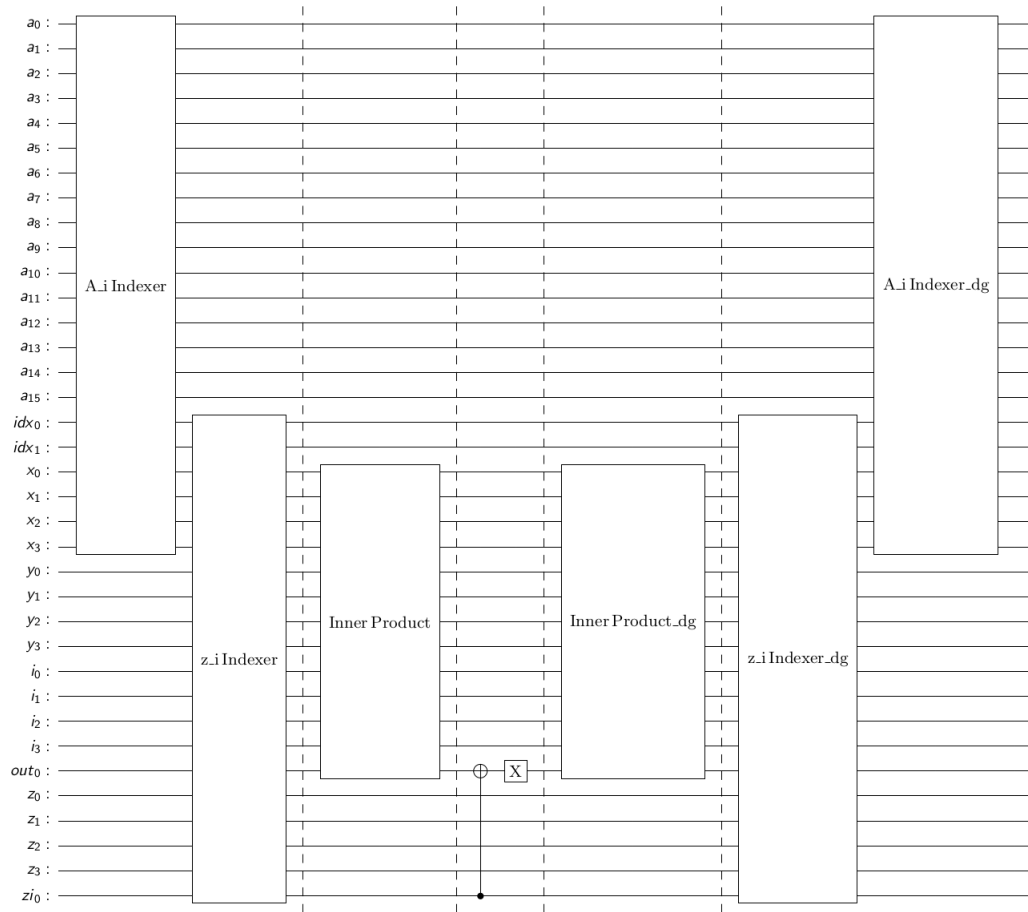 a0 :
a1 :
a2 :
a3 :
a4 :
a5 :
a6 :
a7 :
a8 :
a9 :
a10 :
a11 :
a12 :
a13 :
a14 :
a15 :
idx0 :
idx1 :
x0 :
x1 :
x2 :
x3 :
y0 :
y1 :
y2 :
y3 :
i0 :
i1 :
i2 :
i3 :
out0 :
z0 :
z1 :
z2 :
z3 :
zi0 :
A_i Indexer
z_i Indexer
Inner Product
X
Inner Product_dg
z_i Indexer_dg
A_i Indexer_dg